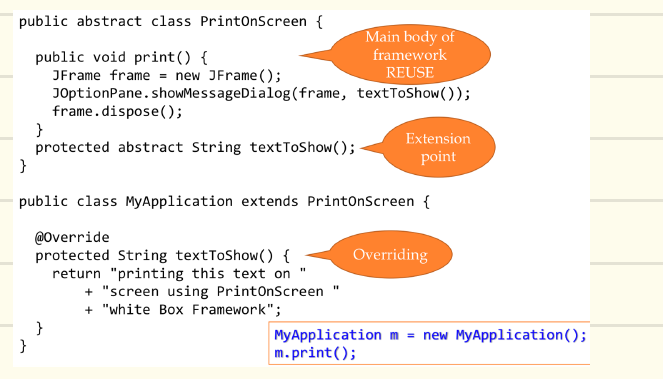 public abstract class PrintOnScreen {
public void print() {
JFrame frame = new JFrame();
JOptionPane.showMessageDialog(frame, textToShow());
frame.dispose();
}
protected abstract String textToShow();
}
Main body of
framework
REUSE
Extension
point
public class MyApplication extends PrintOnScreen {
@Override
protected String textToShow() {
return "printing this text on "
+ "screen using PrintOnScreen "
+ "white Box Framework";
}
}
Overriding
MyApplication m = new MyApplication();
m.print();